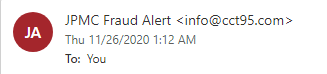 JA
JPMC Fraud Alert <info@cct95.com>
Thu 11/26/2020 1:12 AM
To: You